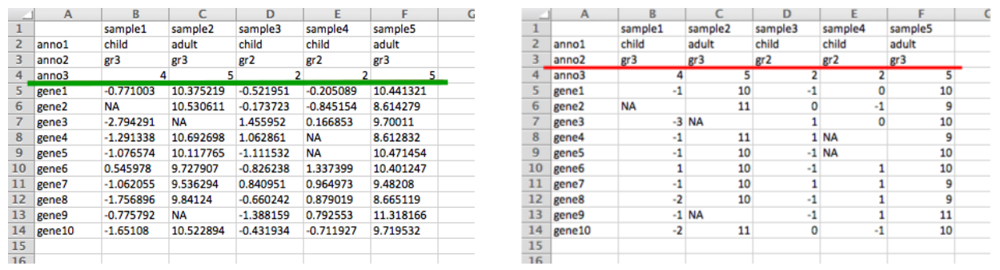 A B C D E F G
1 sample1 sample2 sample3 sample4 sample5
2 anno1 child adult child child adult
3 anno2 gr3 gr3 gr2 gr2 gr3
4 anno3 4 5 2 2 5
5 gene1 -0.771003 10.375219 -0.521951 -0.205089 10.441321
6 gene2 NA 10.530611 -0.173723 -0.845154 8.614279
7 gene3 -2.794291 NA 1.455952 0.166853 9.70011
8 gene4 -1.291338 10.692698 1.062861 NA 8.612832
9 gene5 -1.076574 10.117765 -1.111532 NA 10.471454
10 gene6 0.545978 9.727907 -0.826238 1.337399 10.401247
11 gene7 -1.062055 9.536294 0.840951 0.964973 9.48208
12 gene8 -1.756896 9.84124 -0.660242 0.879019 8.665119
13 gene9 -0.775792 NA -1.388159 0.792553 11.318166
14 gene10 -1.65108 10.522894 -0.431934 -0.711927 9.719532
15
16
A B C D E F
1 sample1 sample2 sample3 sample4 sample5
2 anno1 child adult child child adult
3 anno2 gr3 gr3 gr2 gr2 gr3
4 anno3 4 5 2 2 5
5 gene1 -1 10 -1 0 10
6 gene2 NA 11 0 -1 9
7 gene3 -3 NA 1 0 10
8 gene4 -1 11 1 NA 9
9 gene5 -1 10 -1 NA 10
10 gene6 1 10 -1 1 10
11 gene7 -1 10 1 1 9
12 gene8 -2 10 -1 1 9
13 gene9 -1 NA -1 1 11
14 gene10 -2 11 0 -1 10
15
16